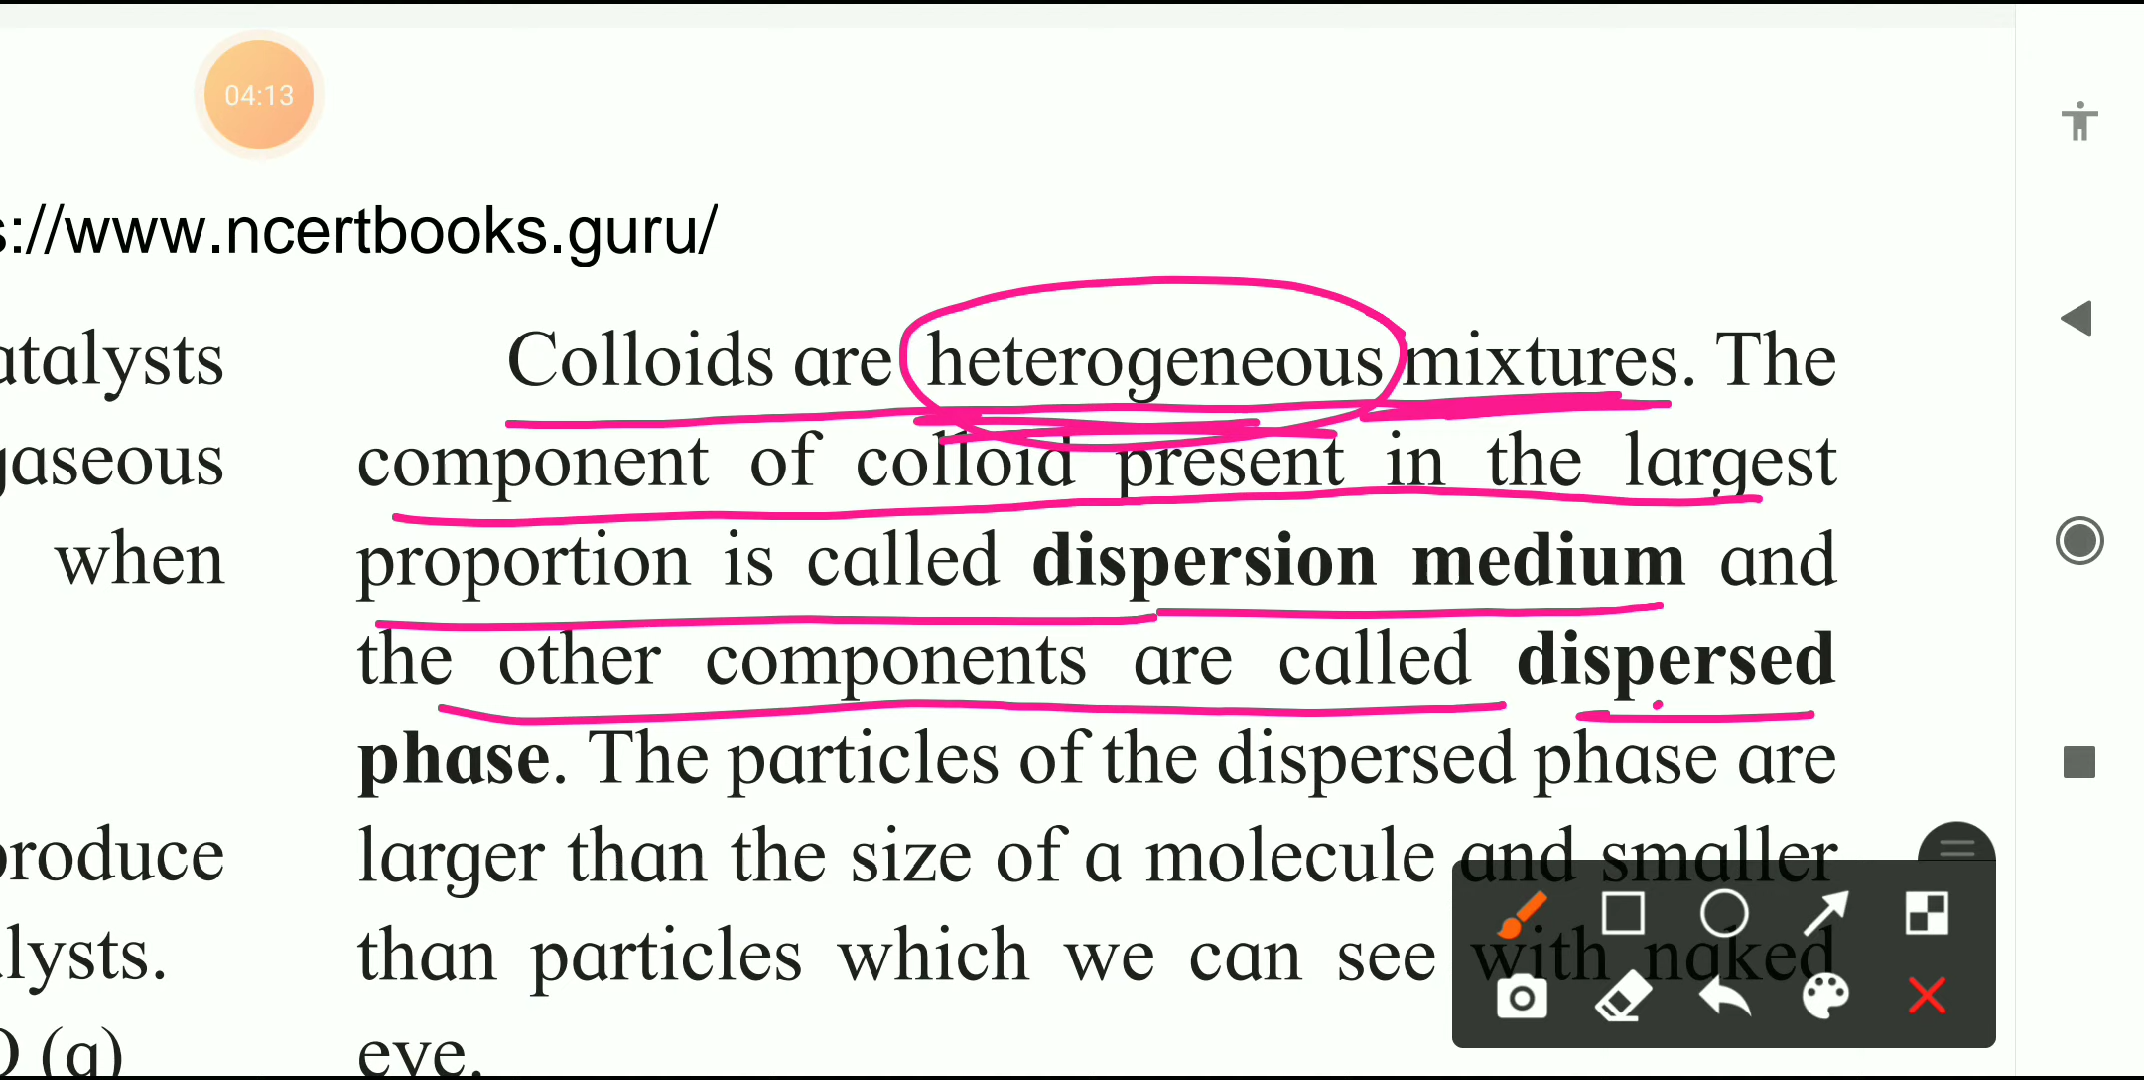 04:13
s://www.ncertbooks.guru/
atalysts
gaseous
when
produce
lysts.
(g)
Colloids are heterogeneous mixtures. The
component of colloid present in the largest
proportion is called dispersion medium and
the other components are called dispersed
phase. The particles of the dispersed phase are
larger than the size of a molecule and smaller
than particles which we can see with naked
eye.